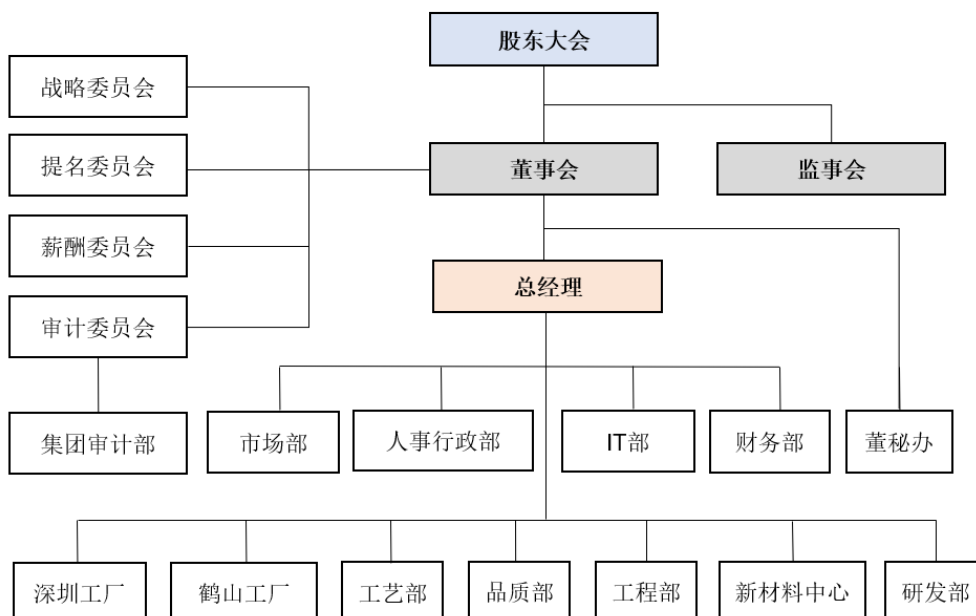 股东大会
战略委员会
提名委员会
董事会
监事会
薪酬委员会
总经理
审计委员会
集团审计部
市场部
人事行政部
IT部
财务部
董秘办
深圳工厂
鹤山工厂
工艺部
品质部
工程部
新材料中心
研发部